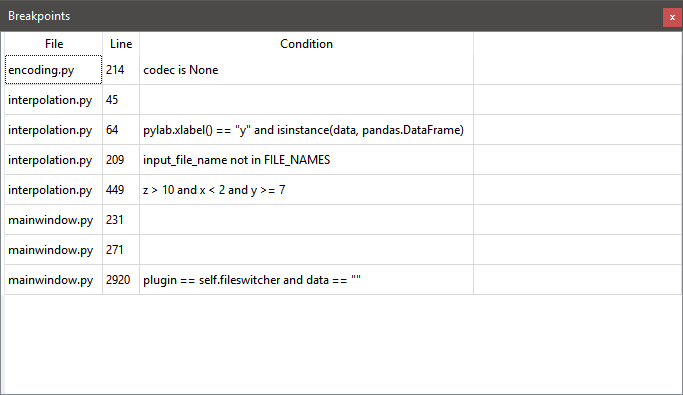 Breakpoints x
File Line Condition
encoding.py 214 codec is None
interpolation.py 45
interpolation.py 64 pylab.xlabel() == "y" and isinstance(data, pandas.DataFrame)
interpolation.py 209 input_file_name not in FILE_NAMES
interpolation.py 449 z > 10 and x < 2 and y >= 7
mainwindow.py 231
mainwindow.py 271
mainwindow.py 2920 plugin == self.fileswitcher and data == ""